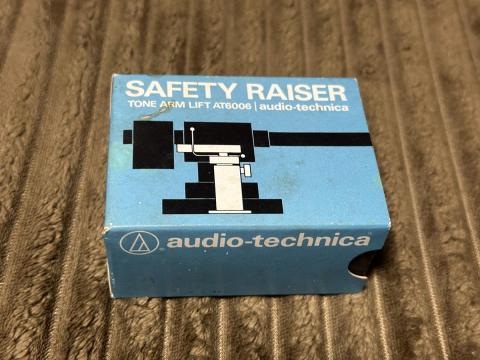 SAFETY RAISER
TONE ARM LIFT AT6006 | audio-technica
audio-technica